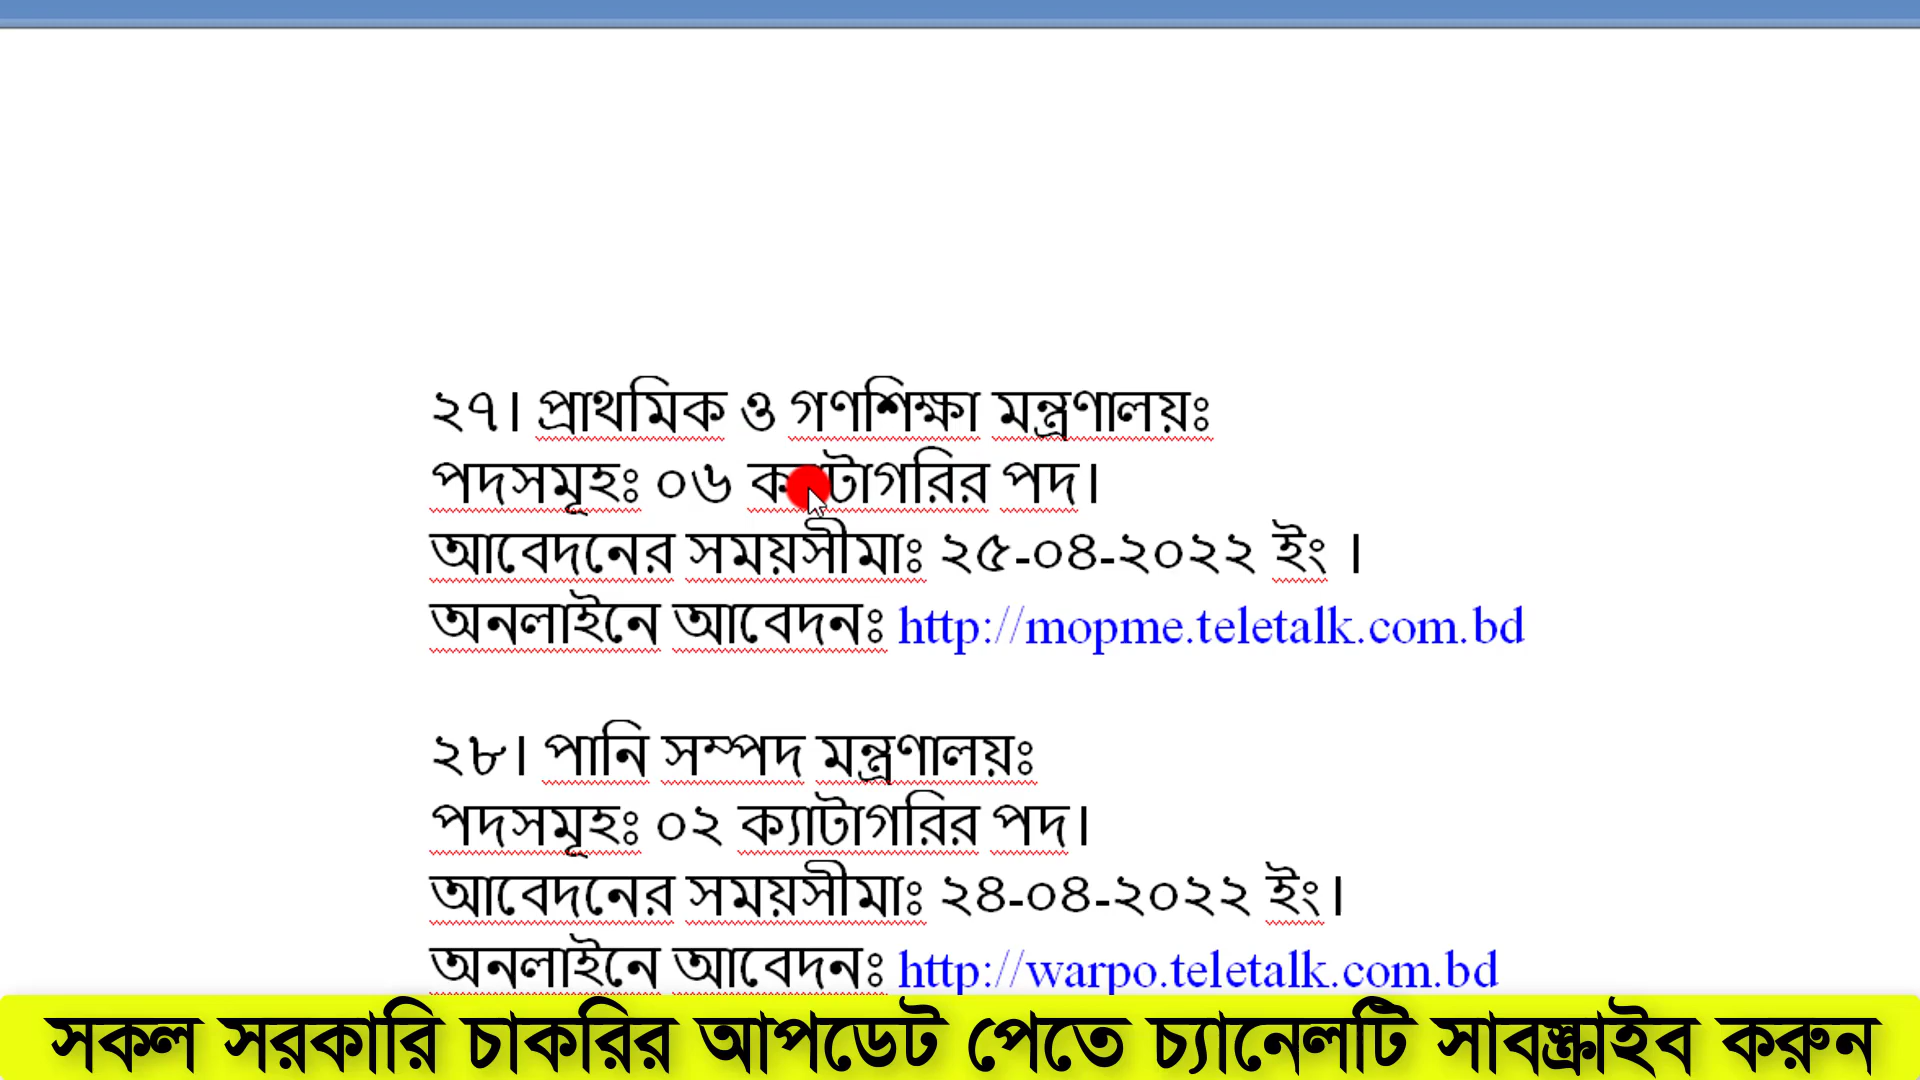 ২৭। প্রাথমিক ও গণশিক্ষা মন্ত্রণালয়ঃ
পদসমূহঃ ০৬ ক্যাটাগরির পদ।
আবেদনের সময়সীমাঃ ২৫-০৪-২০২২ ইং ।
অনলাইনে আবেদনঃ http://mopme.teletalk.com.bd
২৮। পানি সম্পদ মন্ত্রণালয়ঃ
পদসমূহঃ ০২ ক্যাটাগরির পদ।
আবেদনের সময়সীমাঃ ২৪-০৪-২০২২ ইং।
অনলাইনে আবেদনঃ http://warpo.teletalk.com.bd
সকল সরকারি চাকরির আপডেট পেতে চ্যানেলটি সাবস্ক্রাইব করুন